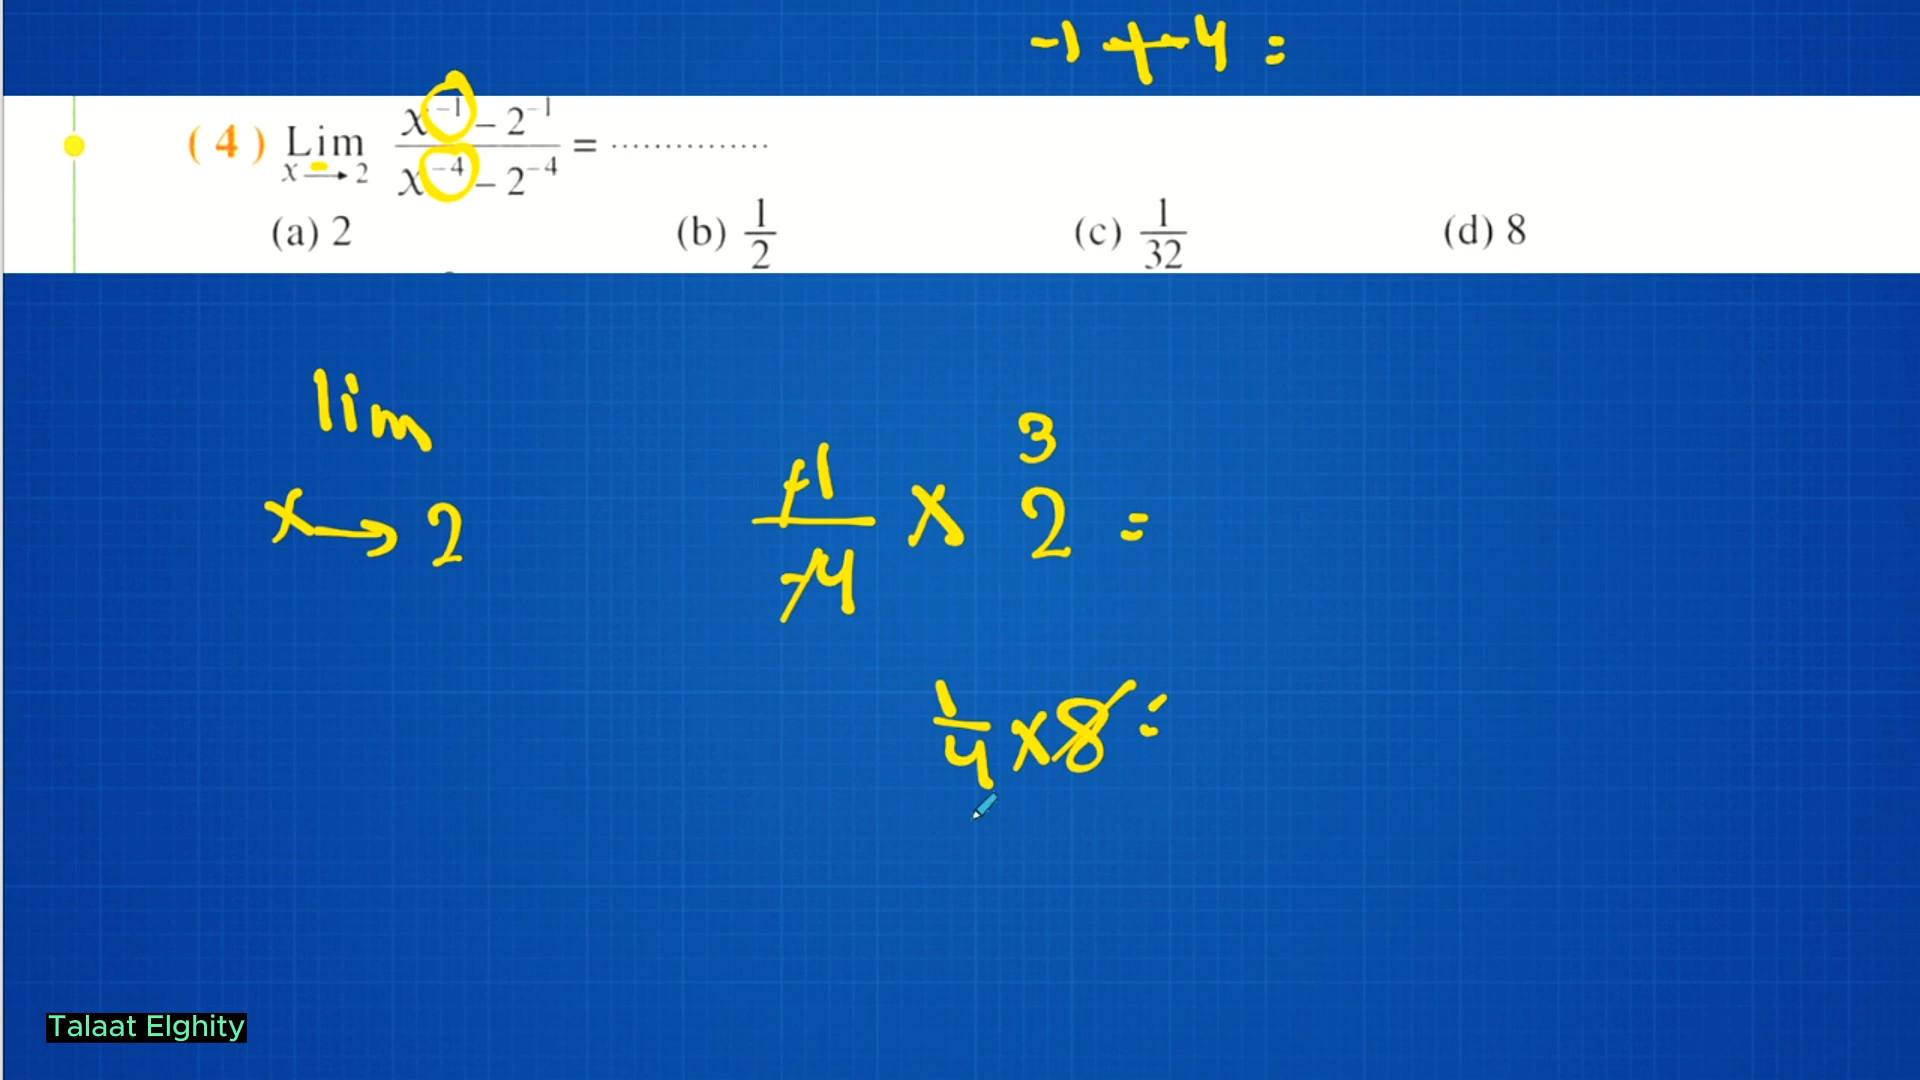 -1 + -4 =
( 4 ) Lim x⟶2 (x⁻¹ – 2⁻¹)/(x⁻⁴ – 2⁻⁴) = ...............
(a) 2 (b) 1/2 (c) 1/32 (d) 8
lim
x→2
-1/-4 × 2³ =
1/4 × 8 =
Talaat Elghity